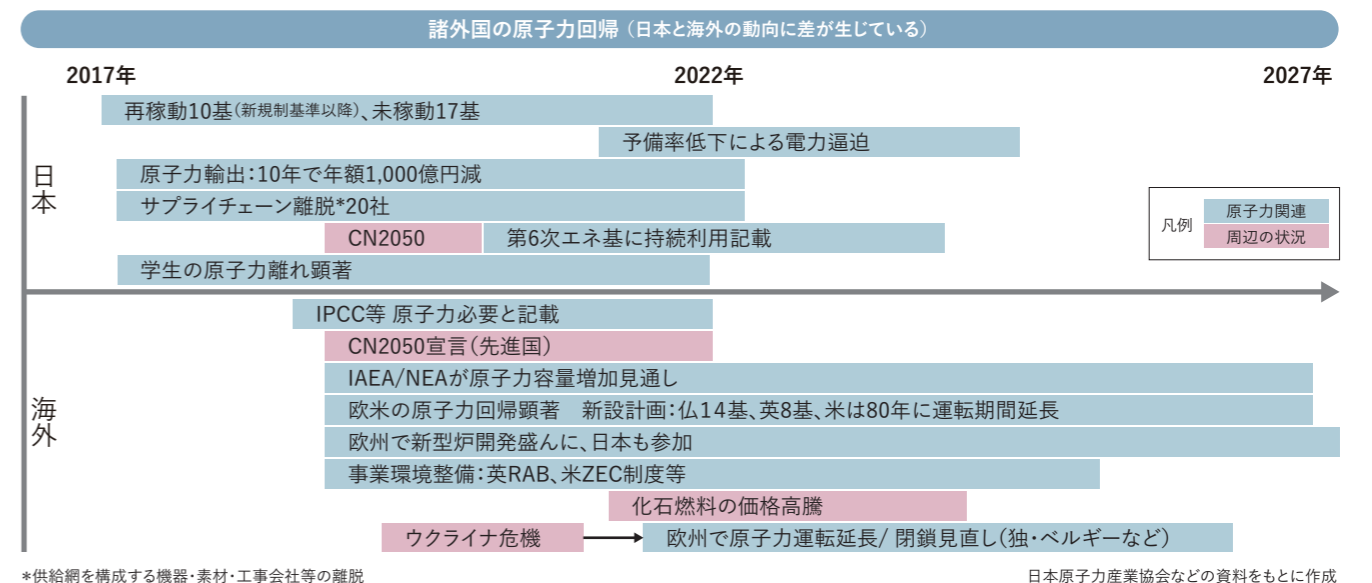 諸外国の原子力回帰（日本と海外の動向に差が生じている）
2017年 2022年 2027年
日本
再稼動10基（新規制基準以降）、未稼動17基
予備率低下による電力逼迫
原子力輸出：10年で年額1,000億円減
サプライチェーン離脱*20社
CN2050 第6次エネ基に持続利用記載
学生の原子力離れ顕著
凡例
原子力関連
周辺の状況
海外
IPCC等 原子力必要と記載
CN2050宣言（先進国）
IAEA/NEAが原子力容量増加見通し
欧米の原子力回帰顕著　新設計画：仏14基、英8基、米は80年に運転期間延長
欧州で新型炉開発盛んに、日本も参加
事業環境整備：英RAB、米ZEC制度等
化石燃料の価格高騰
ウクライナ危機 欧州で原子力運転延長/ 閉鎖見直し（独・ベルギーなど）
*供給網を構成する機器・素材・工事会社等の離脱
日本原子力産業協会などの資料をもとに作成